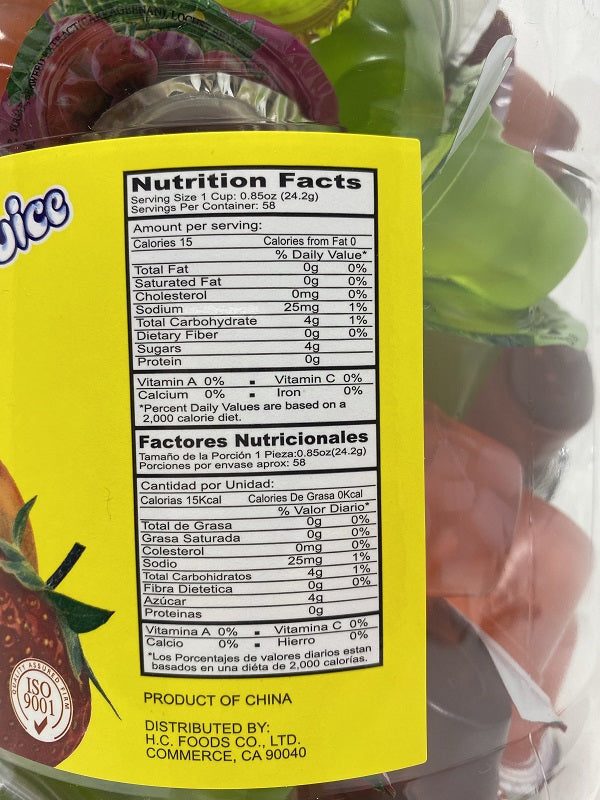 uice
Nutrition Facts
Serving Size 1 Cup: 0.85oz (24.2g)
Servings Per Container: 58
Amount per serving:
Calories 15 Calories from Fat 0
% Daily Value*
Total Fat 0g 0%
Saturated Fat 0g 0%
Cholesterol 0mg 0%
Sodium 25mg 1%
Total Carbohydrate 4g 1%
Dietary Fiber 0g 0%
Sugars 4g
Protein 0g
Vitamin A 0% ▪ Vitamin C 0%
Calcium 0% ▪ Iron 0%
*Percent Daily Values are based on a
2,000 calorie diet.
Factores Nutricionales
Tamaño de la Porción 1 Pieza:0.85oz(24.2g)
Porciones por envase aprox: 58
Cantidad por Unidad:
Calorias 15Kcal Calories De Grasa 0Kcal
% Valor Diario*
Total de Grasa 0g 0%
Grasa Saturada 0g 0%
Colesterol 0mg 0%
Sodio 25mg 1%
Total Carbohidratos 4g 1%
Fibra Dietetica 0g 0%
Azúcar 4g
Proteinas 0g
Vitamina A 0% ▪ Vitamina C 0%
Calcio 0% ▪ Hierro 0%
*Los Porcentajes de valores diarios estan
basados en una diéta de 2,000 calorías.
QUALITY ASSURED FIRM
ISO
9001
PRODUCT OF CHINA
DISTRIBUTED BY:
H.C. FOODS CO., LTD.
COMMERCE, CA 90040